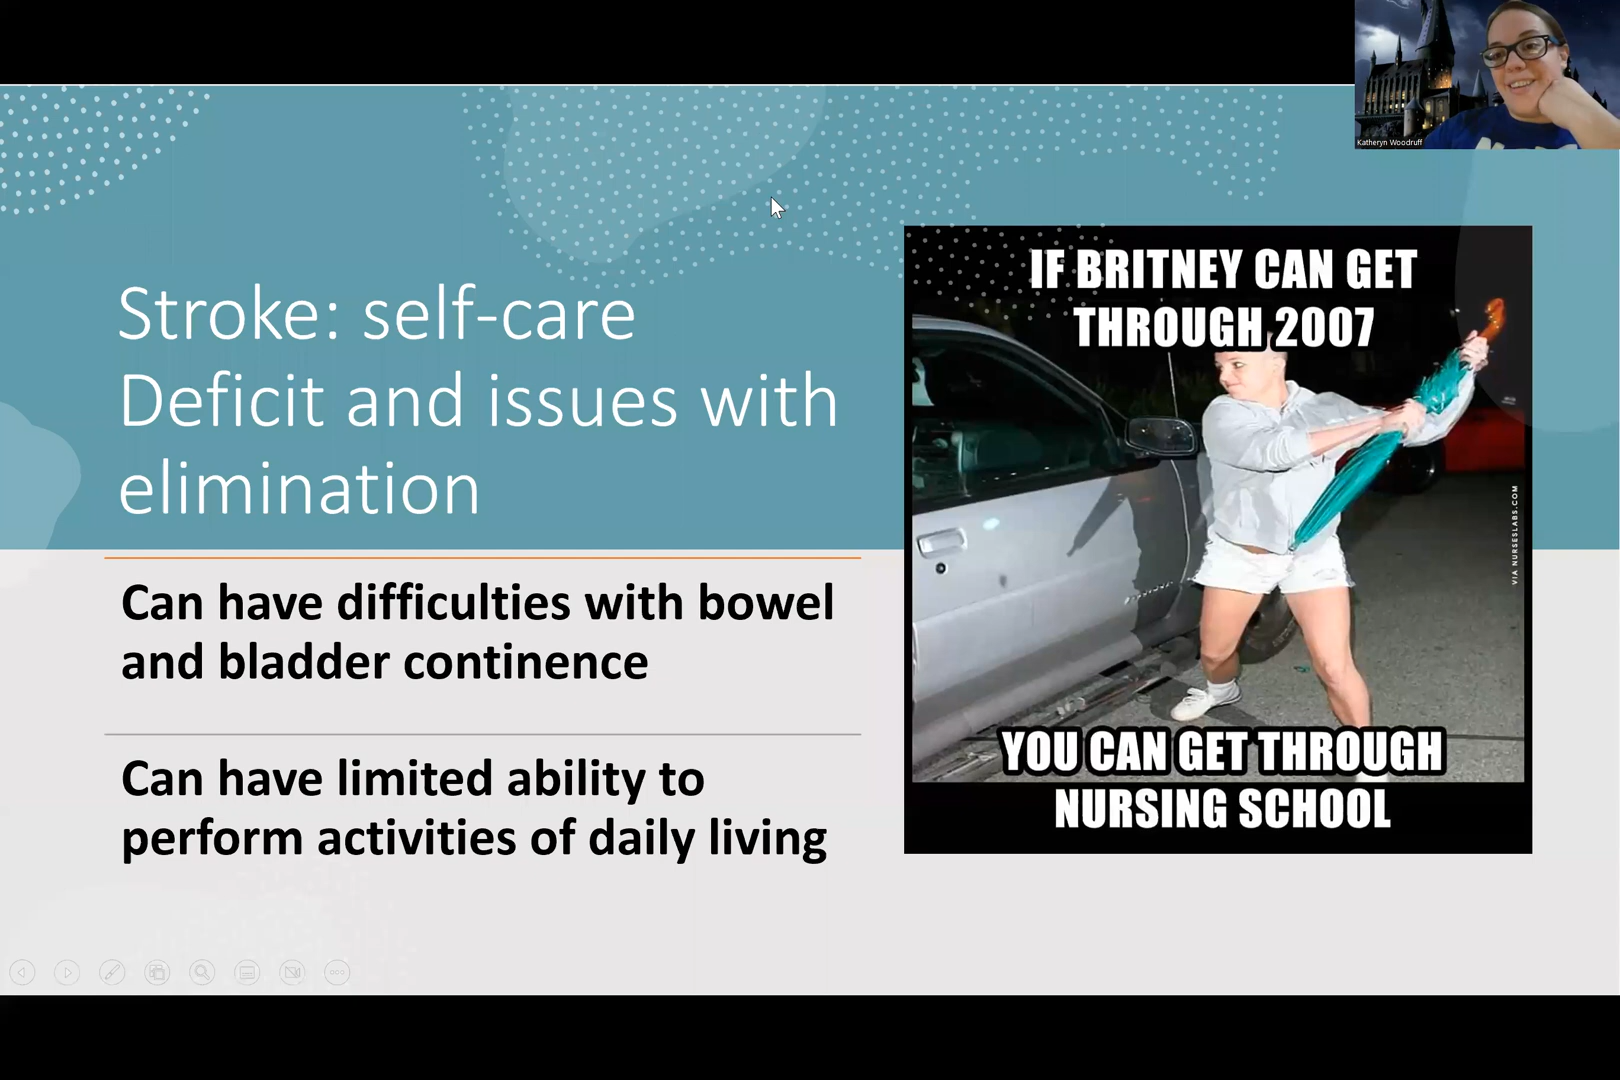 Katheryn Woodruff
Stroke: self-care
Deficit and issues with
elimination
Can have difficulties with bowel
and bladder continence
Can have limited ability to
perform activities of daily living
IF BRITNEY CAN GET
THROUGH 2007
VIA NURSESLABS.COM
YOU CAN GET THROUGH
NURSING SCHOOL